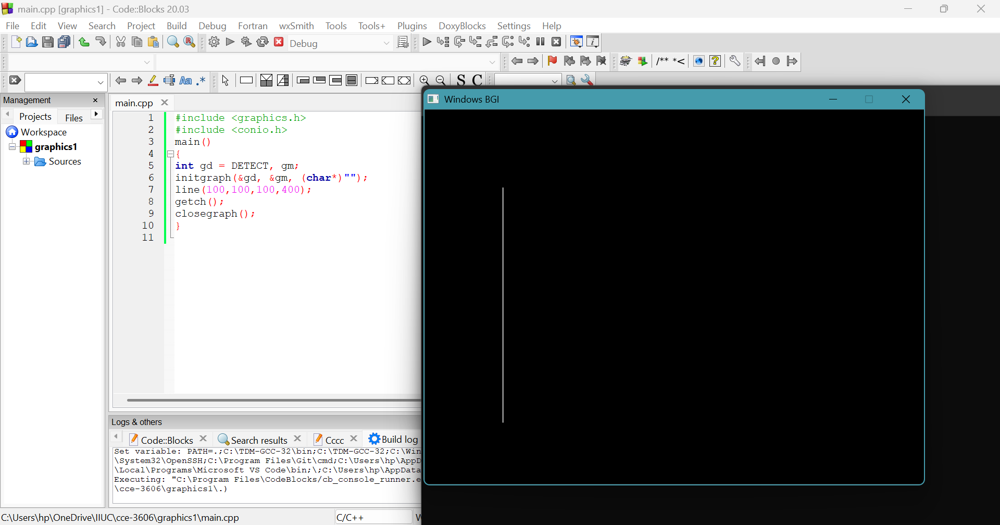 main.cpp [graphics1] - Code::Blocks 20.03
File Edit View Search Project Build Debug Fortran wxSmith Tools Tools+ Plugins DoxyBlocks Settings Help
Debug
/** *<
Aa .* S C
Management
main.cpp
Windows BGI
Projects Files
Workspace
graphics1
Sources
1 #include <graphics.h>
2 #include <conio.h>
3 main()
4 {
5 int gd = DETECT, gm;
6 initgraph(&gd, &gm, (char*)"");
7 line(100,100,100,400);
8 getch();
9 closegraph();
10 }
11
Logs & others
Code::Blocks Search results Cccc Build log
Set variable: PATH=.;C:\TDM-GCC-32\bin;C:\TDM-GCC-32;C:\Win
\System32\OpenSSH;C:\Program Files\Git\cmd;C:\Users\hp\AppD
\Local\Programs\Microsoft VS Code\bin;\;C:\Users\hp\AppData
Executing: "C:\Program Files\CodeBlocks/cb_console_runner.e
\cce-3606\graphics1\.)
C:\Users\hp\OneDrive\IIUC\cce-3606\graphics1\main.cpp C/C++